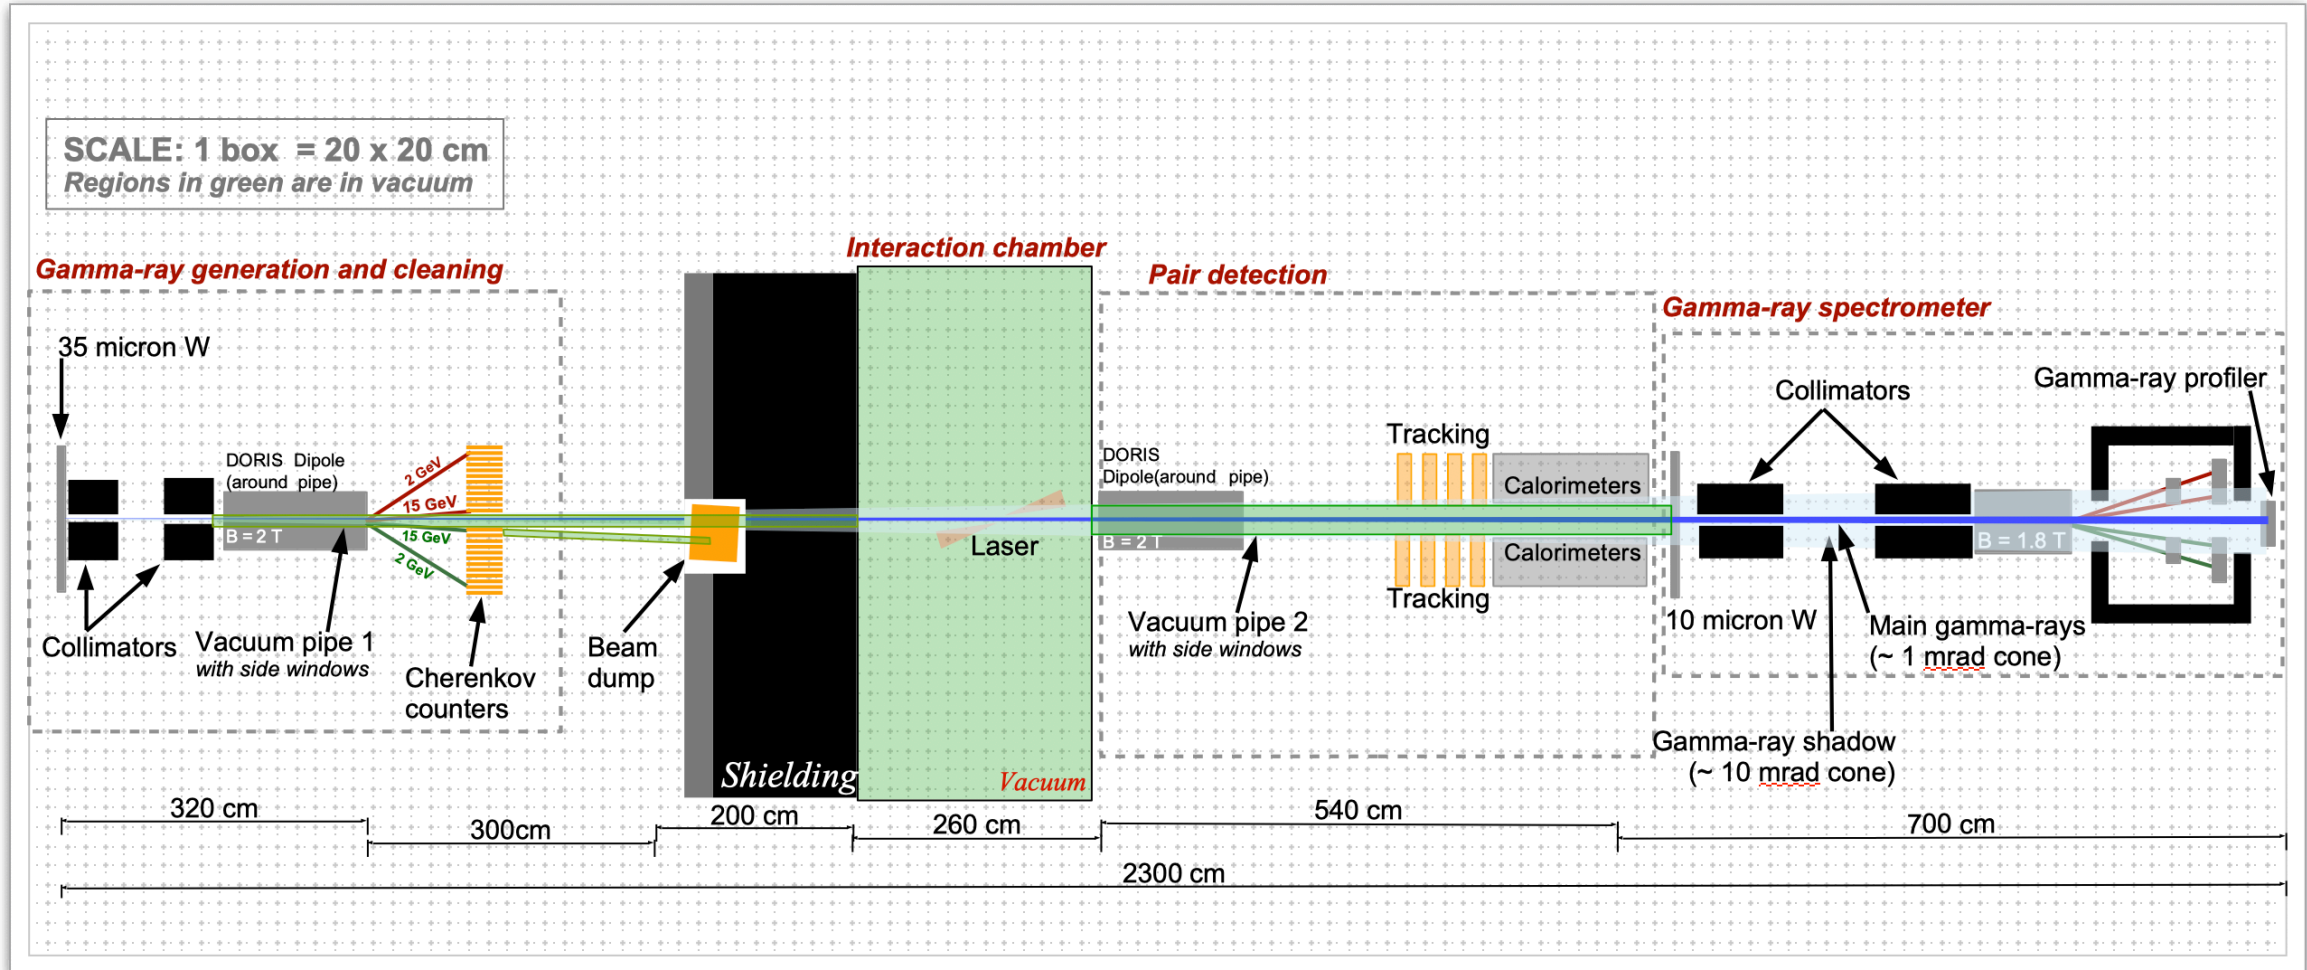 SCALE: 1 box = 20 x 20 cm
Regions in green are in vacuum
Gamma-ray generation and cleaning
Interaction chamber
Pair detection
Gamma-ray spectrometer
35 micron W
DORIS Dipole
(around pipe)
B = 2 T
2 GeV
15 GeV
15 GeV
2 GeV
Collimators
Vacuum pipe 1
with side windows
Cherenkov
counters
Beam
dump
Shielding
Laser
Vacuum
DORIS
Dipole(around pipe)
B = 2 T
Vacuum pipe 2
with side windows
Tracking
Calorimeters
Calorimeters
Tracking
10 micron W
Collimators
Gamma-ray profiler
B = 1.8 T
Main gamma-rays
(~ 1 mrad cone)
Gamma-ray shadow
(~ 10 mrad cone)
320 cm
300cm
200 cm
260 cm
540 cm
700 cm
2300 cm